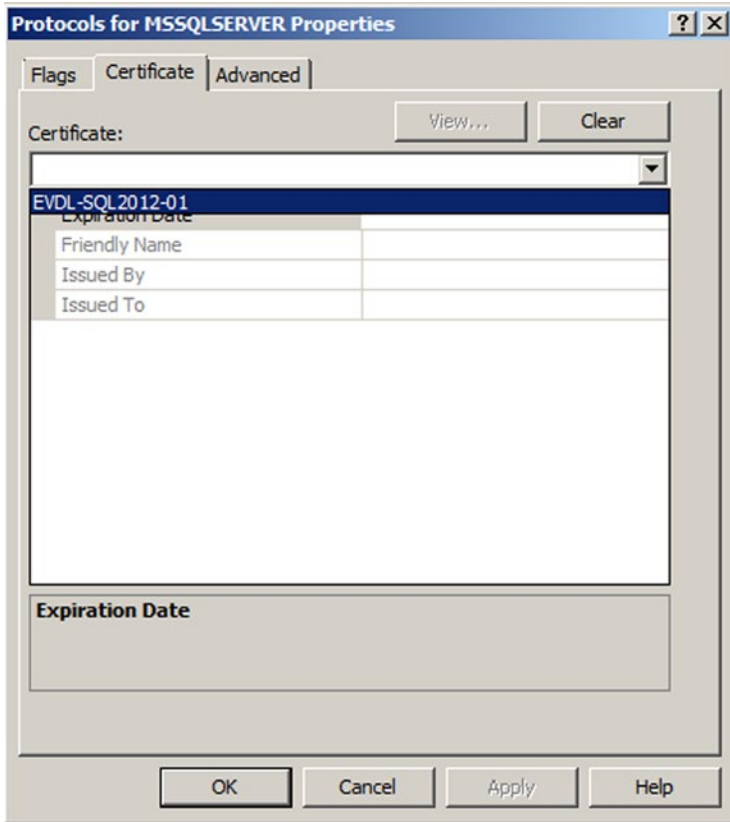 Protocols for MSSQLSERVER Properties
Flags Certificate Advanced
View... Clear
Certificate:
EVDL-SQL2012-01
Expiration Date
Friendly Name
Issued By
Issued To
Expiration Date
OK Cancel Apply Help